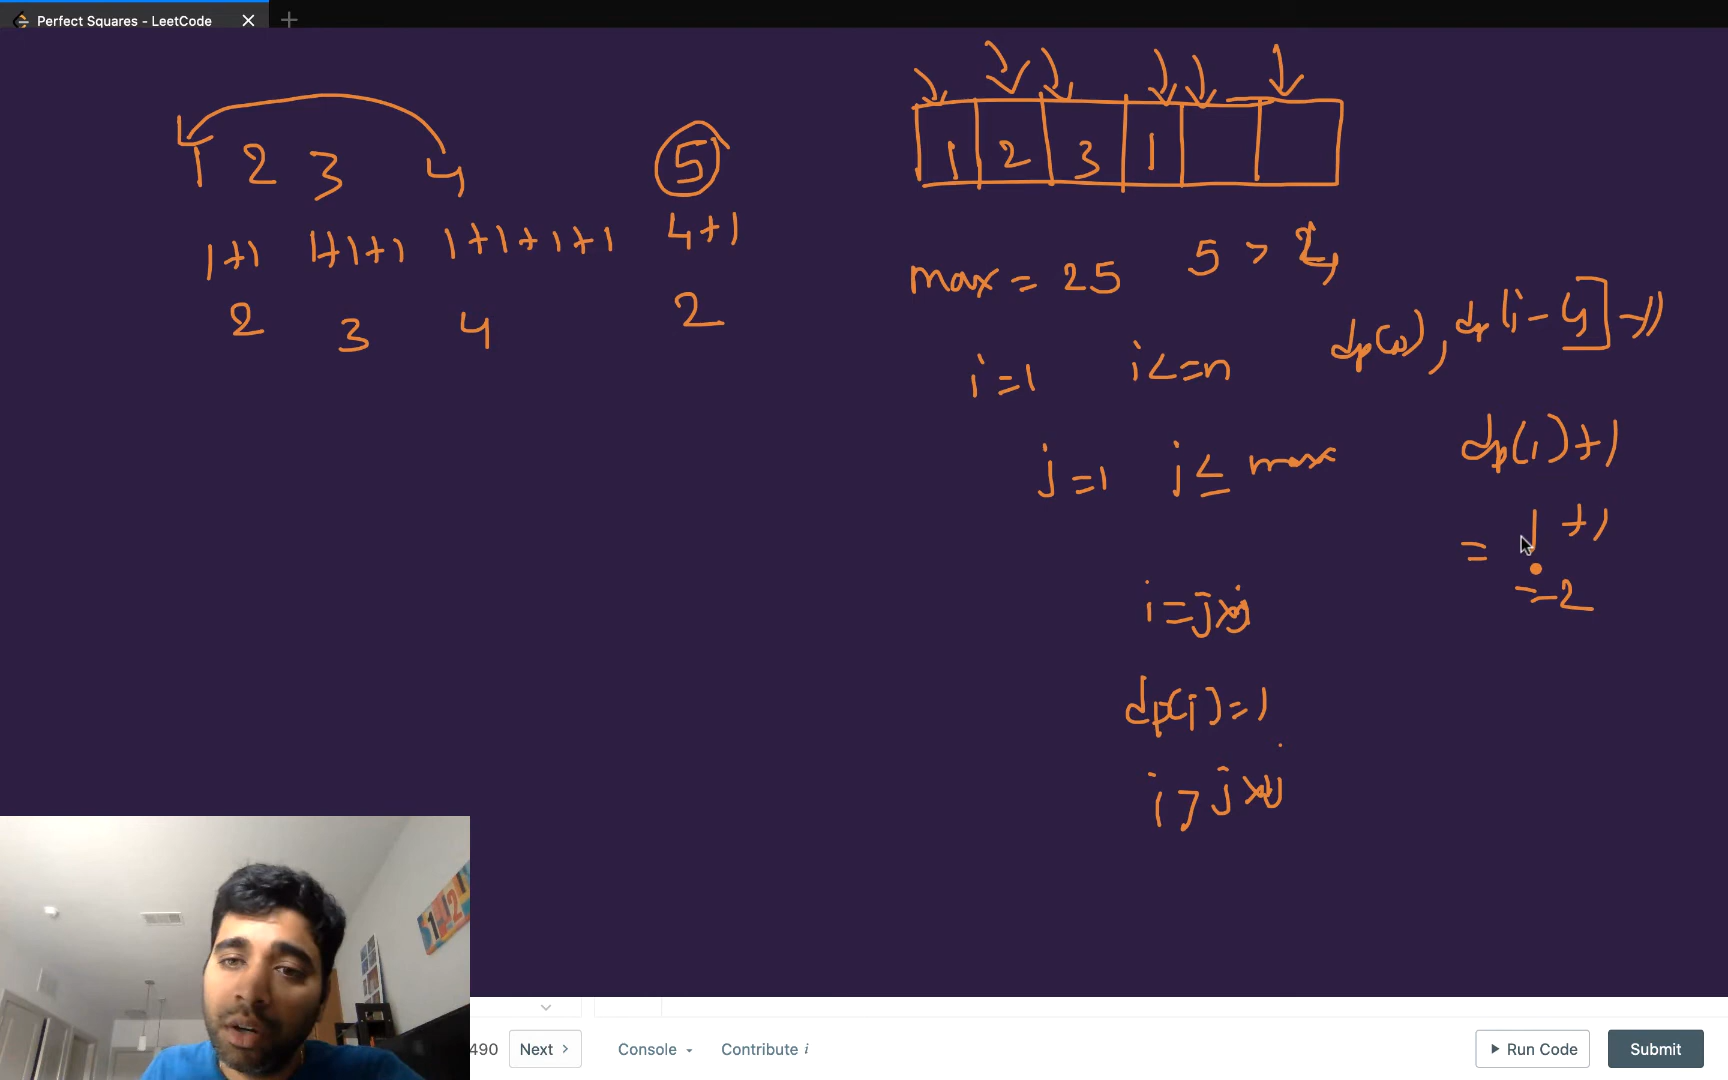 Perfect Squares - LeetCode
1 2 3 4 5
1+1 1+1+1 1+1+1+1 4+1
2 3 4 2
1 2 3 1
max = 25 5 > 2
dp(i), dp[i-4]+1
i=1 i<=n
dp(1)+1
j=1 j≤ max
= 1 +1
= 2
i=j*j
dp(i)=1
i>j*j
490 Next >
Console
Contribute i
Run Code
Submit